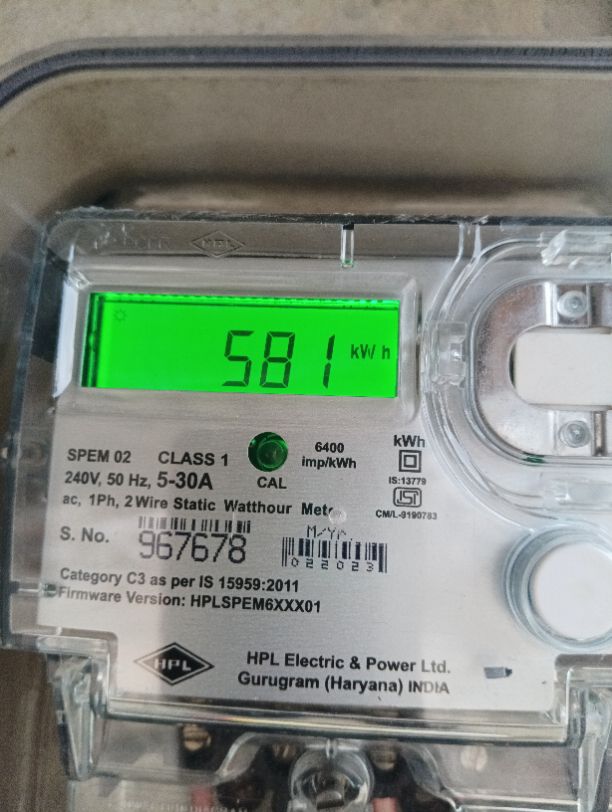 HPL
581 kWh
SPEM 02 CLASS 1 6400 kWh
240V, 50 Hz, 5-30A CAL imp/kWh IS:13779
ac, 1Ph, 2 Wire Static Watthour CM/L-9190783
S. No. 967678 M/Yr.
022023
Category C3 as per IS 15959:2011
Firmware Version: HPLSPEM6XXX01
HPL HPL Electric & Power Ltd.
Gurugram (Haryana) INDIA